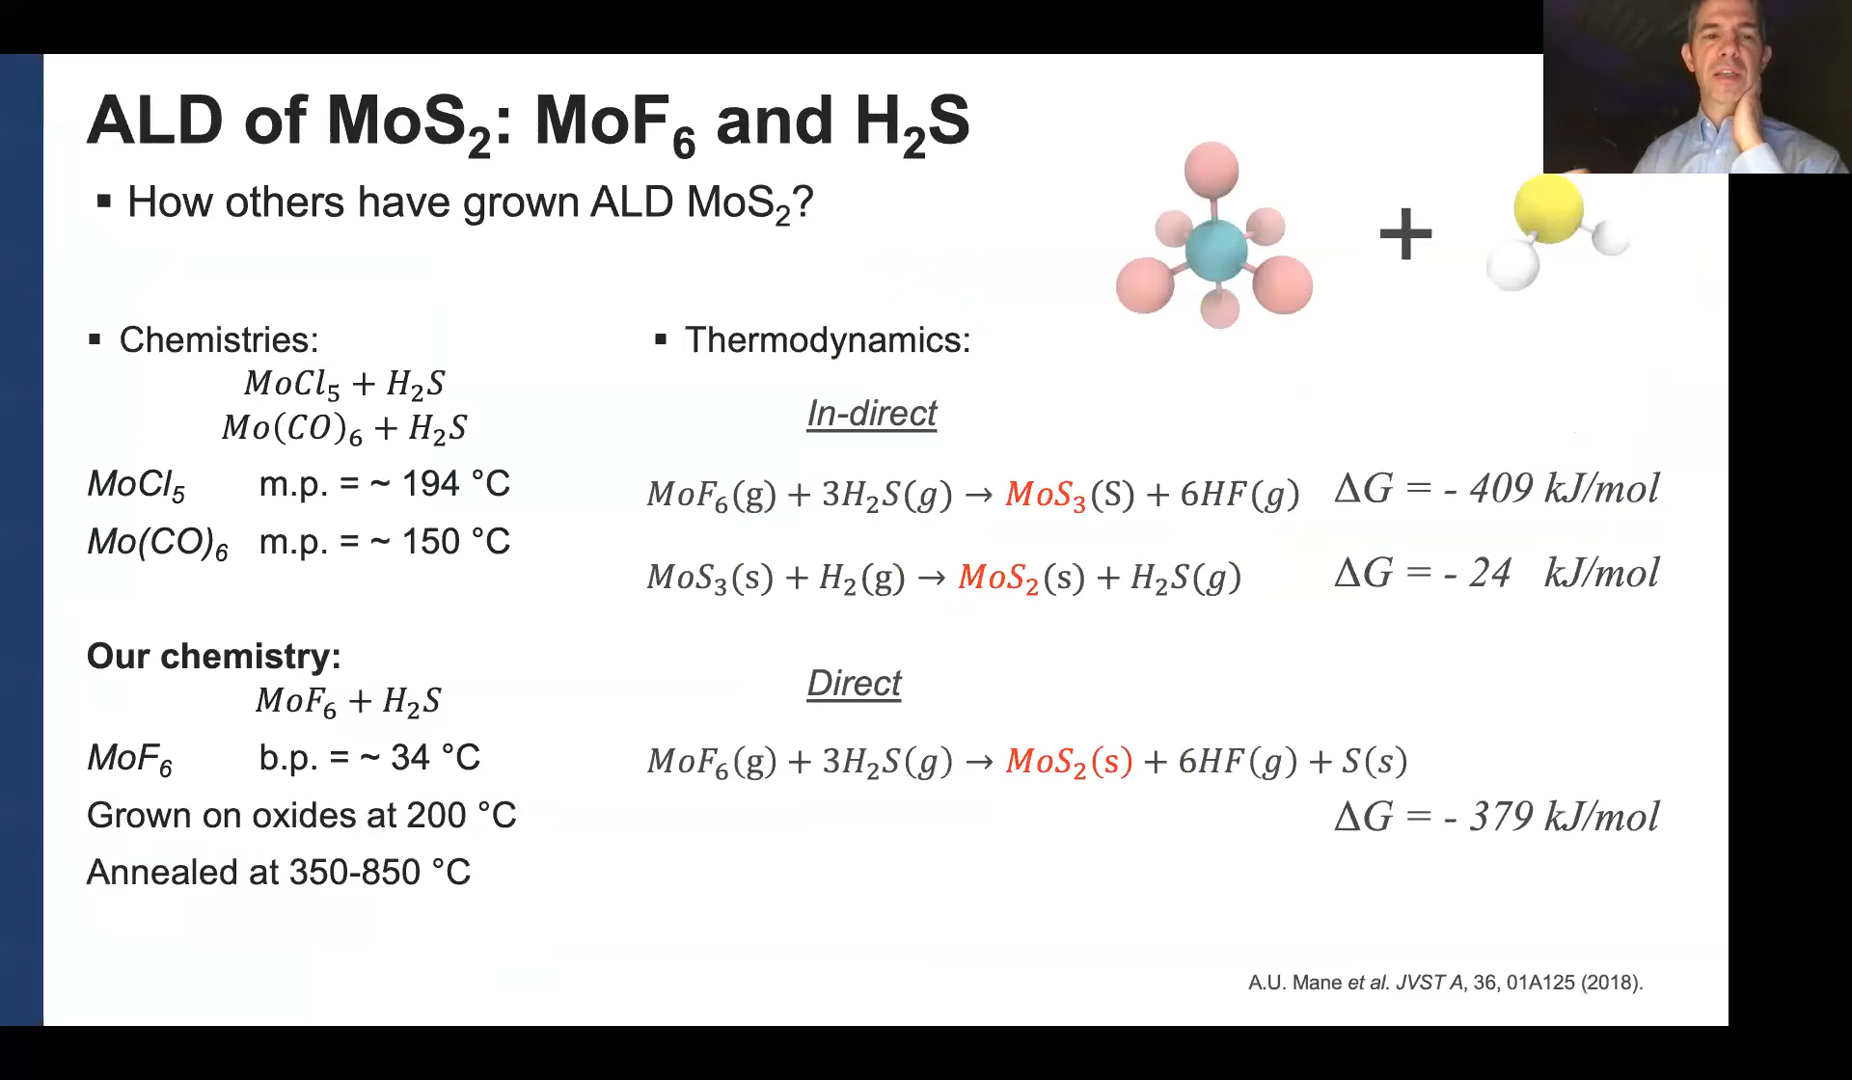 ALD of MoS₂: MoF₆ and H₂S
▪ How others have grown ALD MoS₂?
+
▪ Chemistries:
MoCl₅ + H₂S
Mo(CO)₆ + H₂S
MoCl₅ m.p. = ~ 194 °C
Mo(CO)₆ m.p. = ~ 150 °C
Our chemistry:
MoF₆ + H₂S
MoF₆ b.p. = ~ 34 °C
Grown on oxides at 200 °C
Annealed at 350-850 °C
▪ Thermodynamics:
In-direct
MoF₆(g) + 3H₂S(g) → MoS₃(S) + 6HF(g) ΔG = - 409 kJ/mol
MoS₃(s) + H₂(g) → MoS₂(s) + H₂S(g) ΔG = - 24 kJ/mol
Direct
MoF₆(g) + 3H₂S(g) → MoS₂(s) + 6HF(g) + S(s)
ΔG = - 379 kJ/mol
A.U. Mane et al. JVST A, 36, 01A125 (2018).